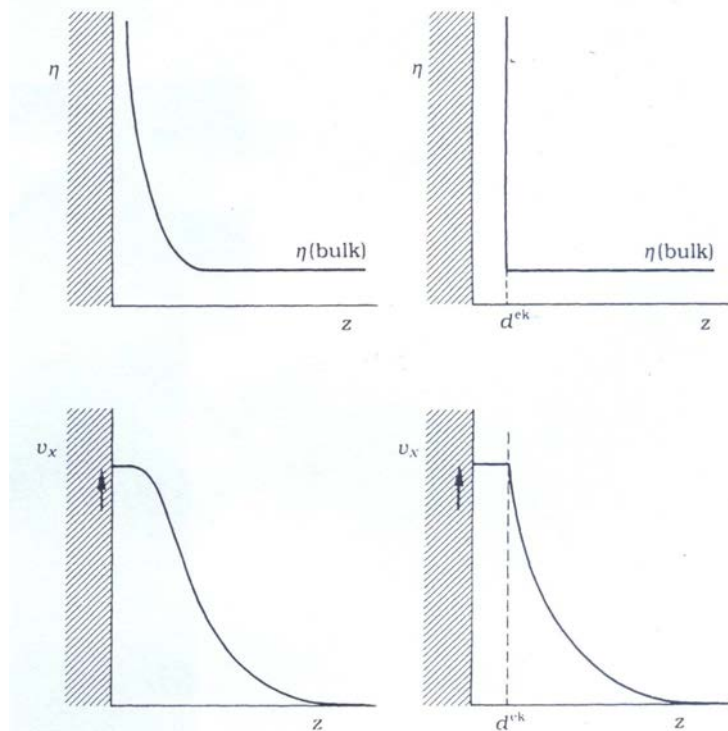 η
η
η(bulk)
η(bulk)
z
d^ek
z
v_x
v_x
z
d^ek
z